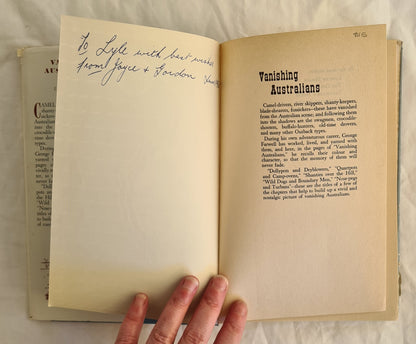 To Lyle with best wishes
from Joyce & Gordon
Vanishing
Australians
Camel-drivers, river skippers, shanty-keepers,
blade-shearers, fossickers—these have vanished
from the Australian scene; and following them
into the shadows are the swagmen, crocodile-
shooters, buffalo-hunters, old-time drovers,
and many other Outback types.
During his own adventurous career, George
Farwell has worked, lived, and yarned with
them, and here, in the pages of "Vanishing
Australians," he recalls their colour and
character, so that the memory of them will
never fade.
"Dollypots and Dryblowers," "Quartpots
and Camp-ovens," "Shanties over the Hill,"
"Wild Dogs and Boundary Men," "Nose-pegs
and Turbans"—these are the titles of a few of
the chapters that help to build up a vivid and
nostalgic picture of vanishing Australians.